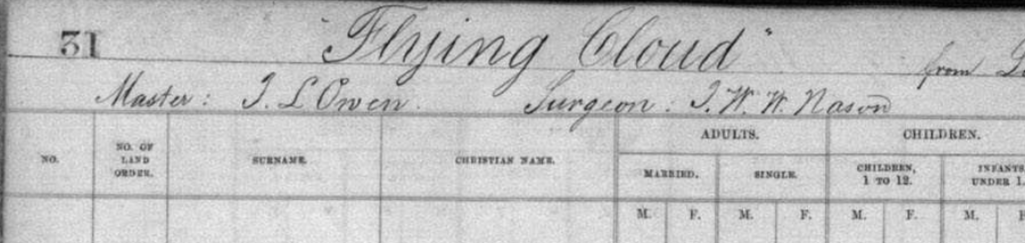 31 "Flying Cloud" from
Master: T. L Owen. Surgeon: J. W. W. Nason
ADULTS. CHILDREN.
NO. NO. OF LAND ORDER. SURNAME. CHRISTIAN NAME. MARRIED. SINGLE. CHILDREN, 1 TO 12. INFANTS UNDER 1.
M. F. M. F. M. F. M.